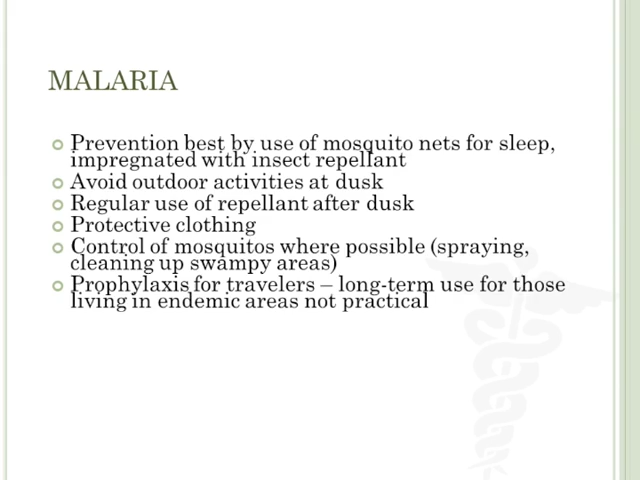 MALARIA
Prevention best by use of mosquito nets for sleep,
impregnated with insect repellant
Avoid outdoor activities at dusk
Regular use of repellant after dusk
Protective clothing
Control of mosquitos where possible (spraying,
cleaning up swampy areas)
Prophylaxis for travelers – long-term use for those
living in endemic areas not practical